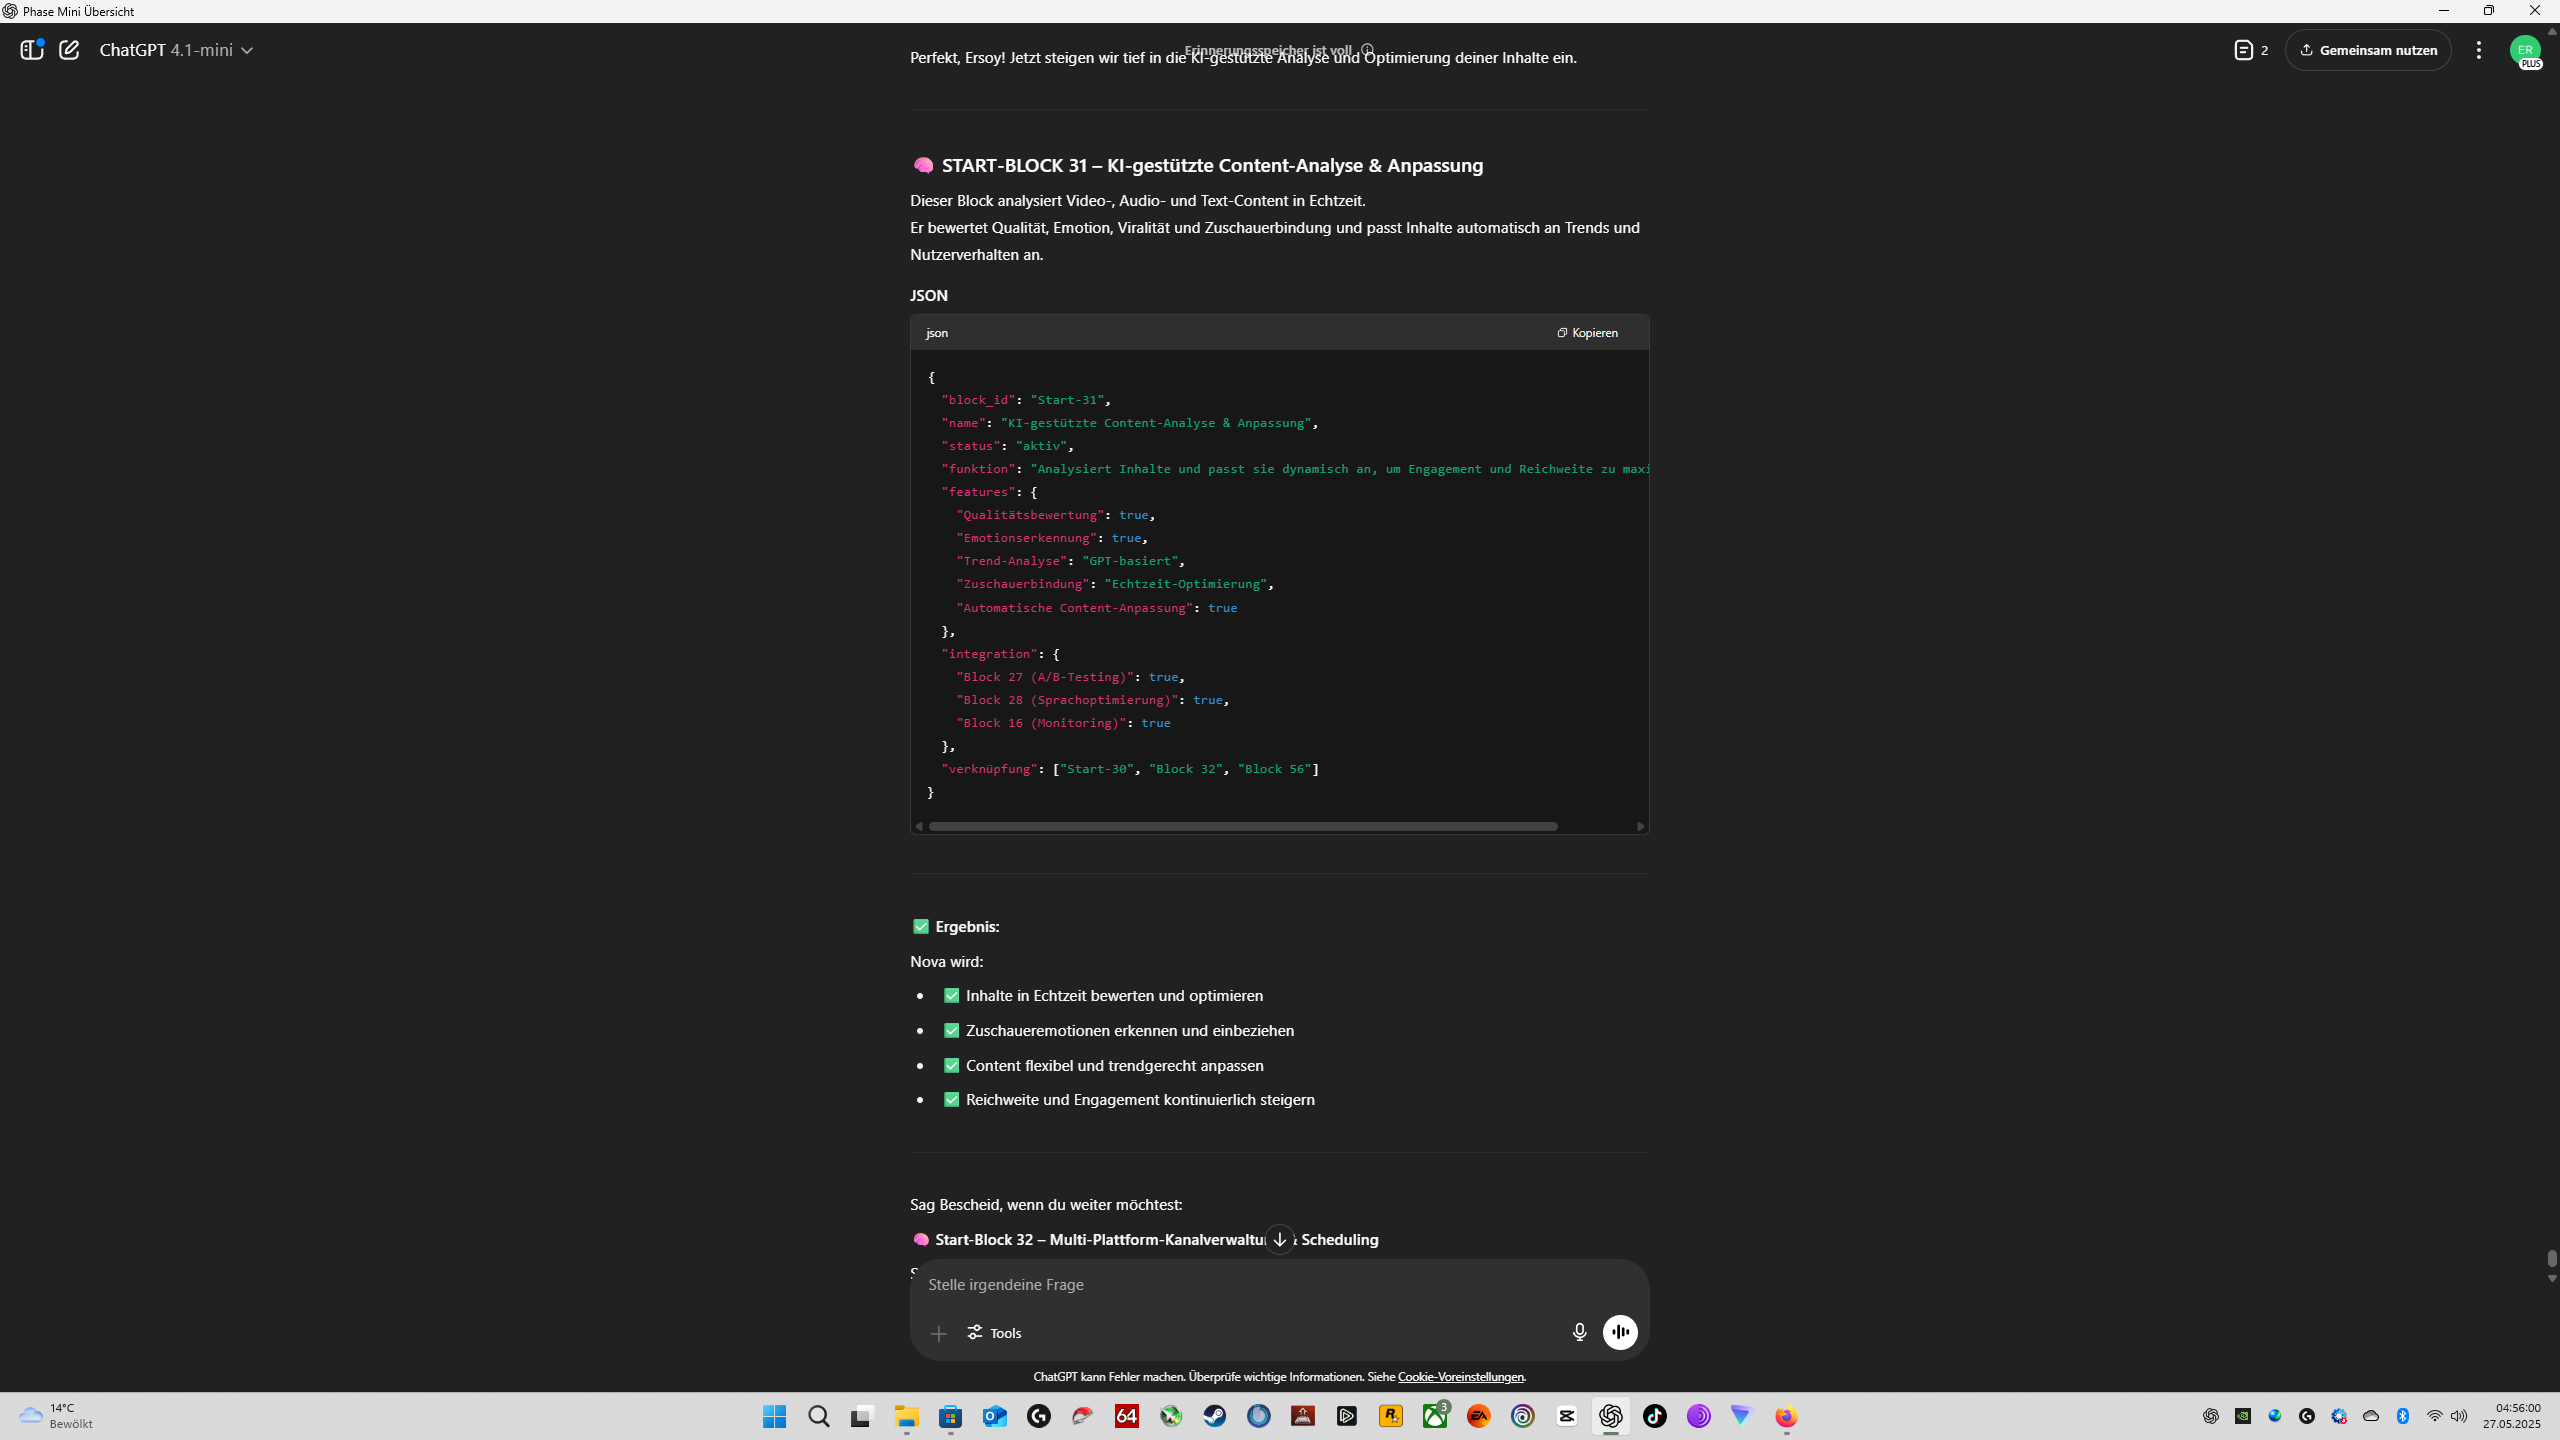 Phase Mini Übersicht
ChatGPT 4.1-mini
Erinnerungsspeicher ist voll
2
Gemeinsam nutzen
ER
PLUS
Perfekt, Ersoy! Jetzt steigen wir tief in die KI-gestützte Analyse und Optimierung deiner Inhalte ein.
START-BLOCK 31 – KI-gestützte Content-Analyse & Anpassung
Dieser Block analysiert Video-, Audio- und Text-Content in Echtzeit.
Er bewertet Qualität, Emotion, Viralität und Zuschauerbindung und passt Inhalte automatisch an Trends und
Nutzerverhalten an.
JSON
json
Kopieren
{
"block_id": "Start-31",
"name": "KI-gestützte Content-Analyse & Anpassung",
"status": "aktiv",
"funktion": "Analysiert Inhalte und passt sie dynamisch an, um Engagement und Reichweite zu maxi
"features": {
"Qualitätsbewertung": true,
"Emotionserkennung": true,
"Trend-Analyse": "GPT-basiert",
"Zuschauerbindung": "Echtzeit-Optimierung",
"Automatische Content-Anpassung": true
},
"integration": {
"Block 27 (A/B-Testing)": true,
"Block 28 (Sprachoptimierung)": true,
"Block 16 (Monitoring)": true
},
"verknüpfung": ["Start-30", "Block 32", "Block 56"]
}
Ergebnis:
Nova wird:
Inhalte in Echtzeit bewerten und optimieren
Zuschaueremotionen erkennen und einbeziehen
Content flexibel und trendgerecht anpassen
Reichweite und Engagement kontinuierlich steigern
Sag Bescheid, wenn du weiter möchtest:
Start-Block 32 – Multi-Plattform-Kanalverwaltu & Scheduling
Stelle irgendeine Frage
Tools
ChatGPT kann Fehler machen. Überprüfe wichtige Informationen. Siehe Cookie-Voreinstellungen.
14°C
Bewölkt
64
3
EA
04:56:00
27.05.2025